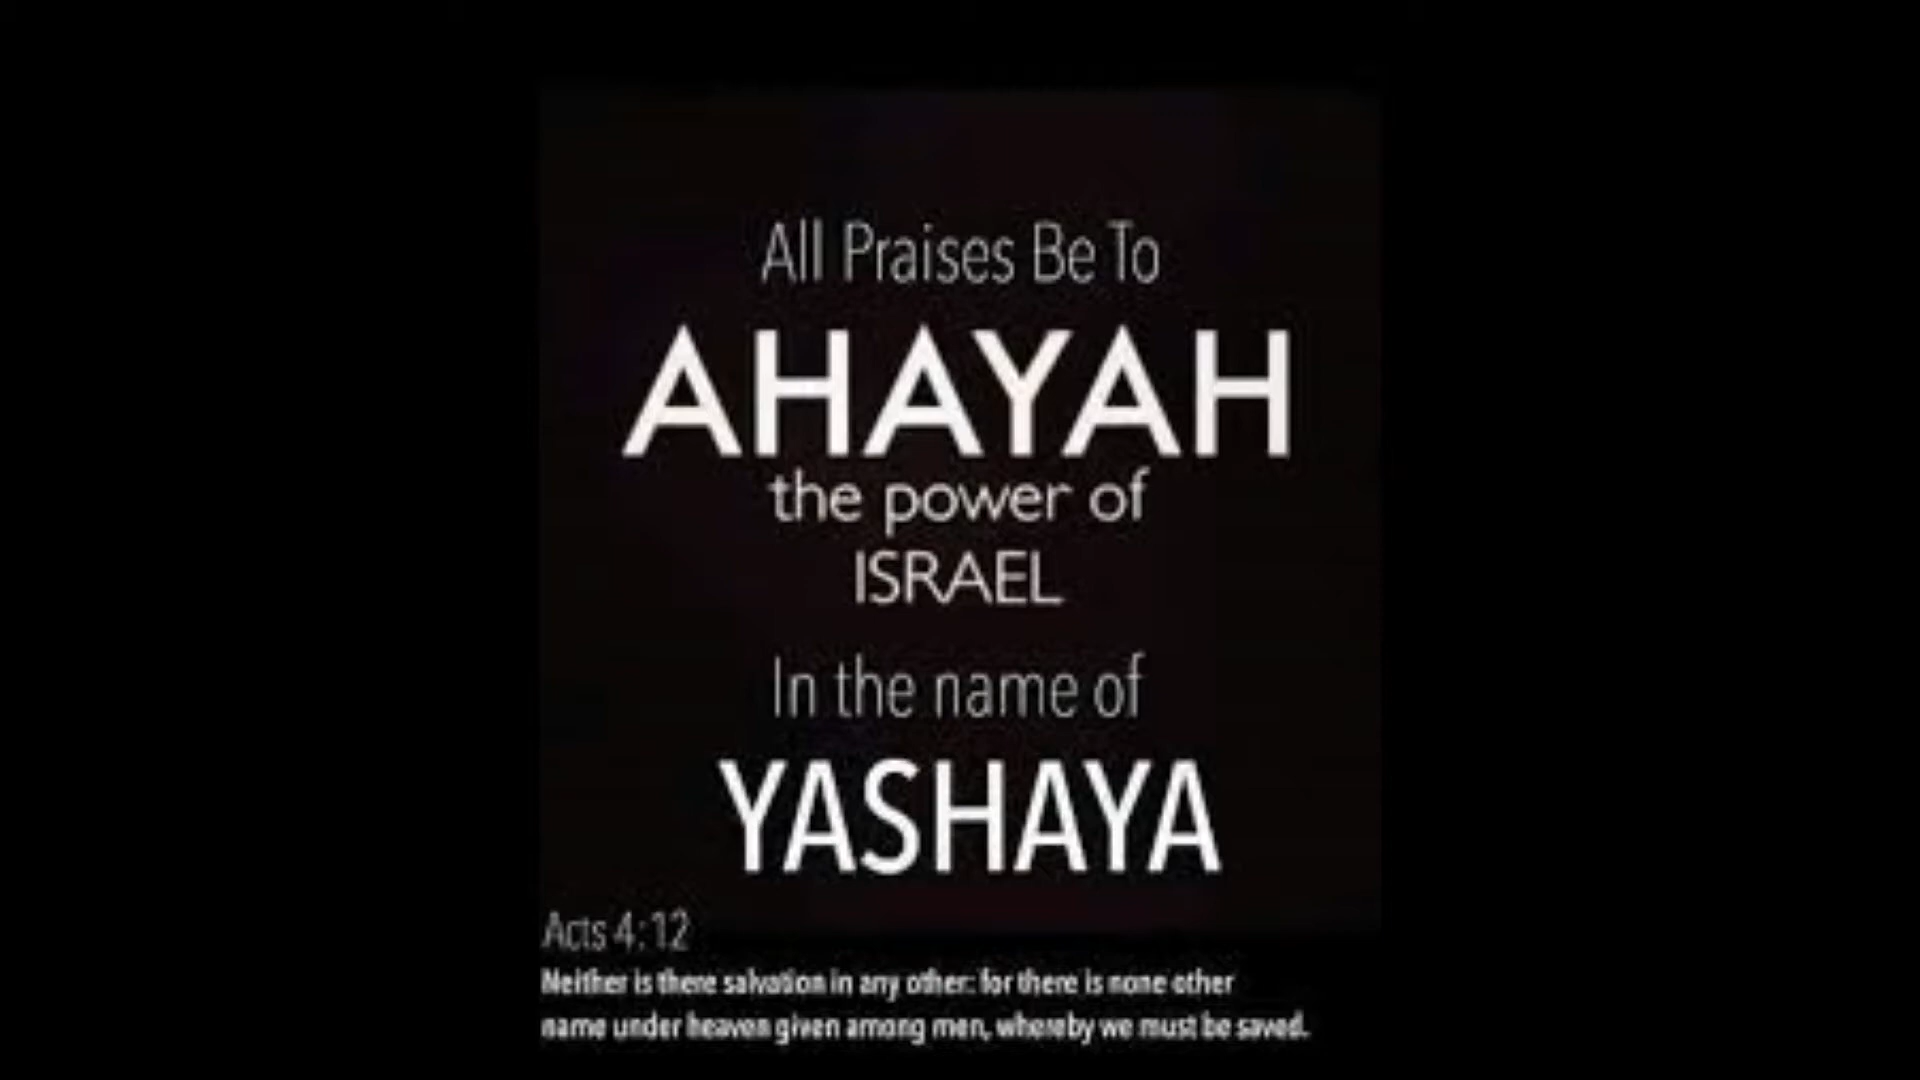 All Praises Be To
AHAYAH
the power of
ISRAEL
In the name of
YASHAYA
Acts 4:12
Neither is there salvation in any other: for there is none other
name under heaven given among men, whereby we must be saved.